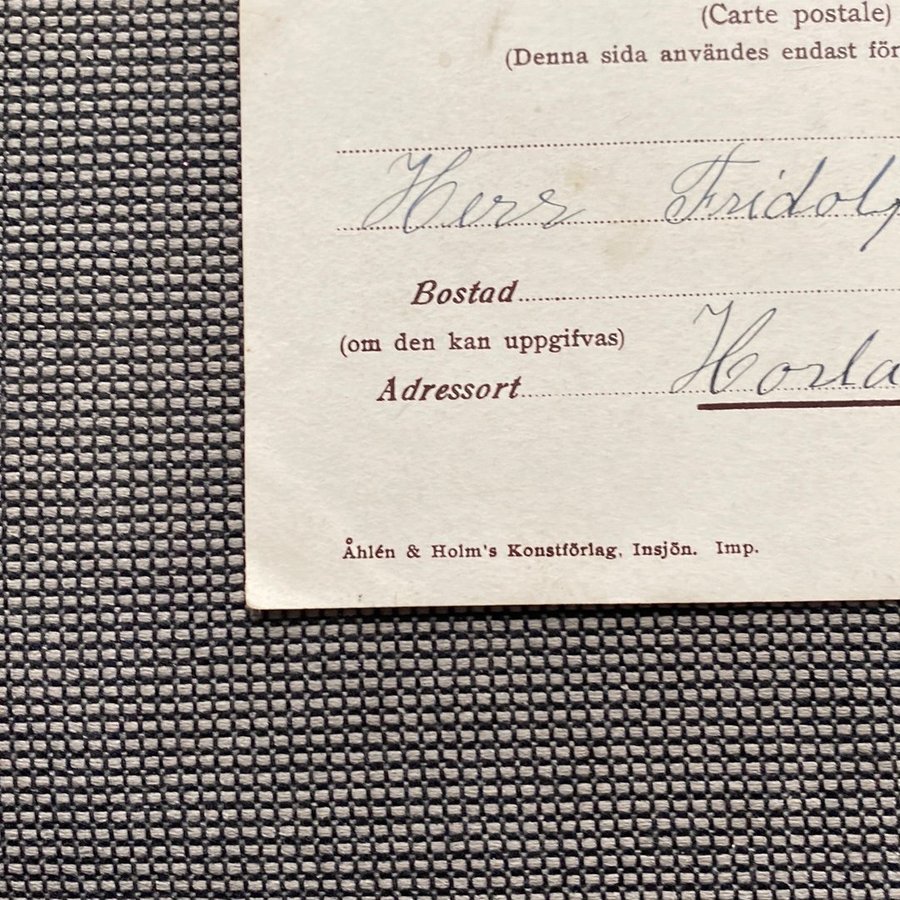 (Carte postale)
(Denna sida användes endast för
Herr Fridolf
Bostad
(om den kan uppgifvas)
Adressort Horla
Åhlén & Holm's Konstförlag, Insjön. Imp.